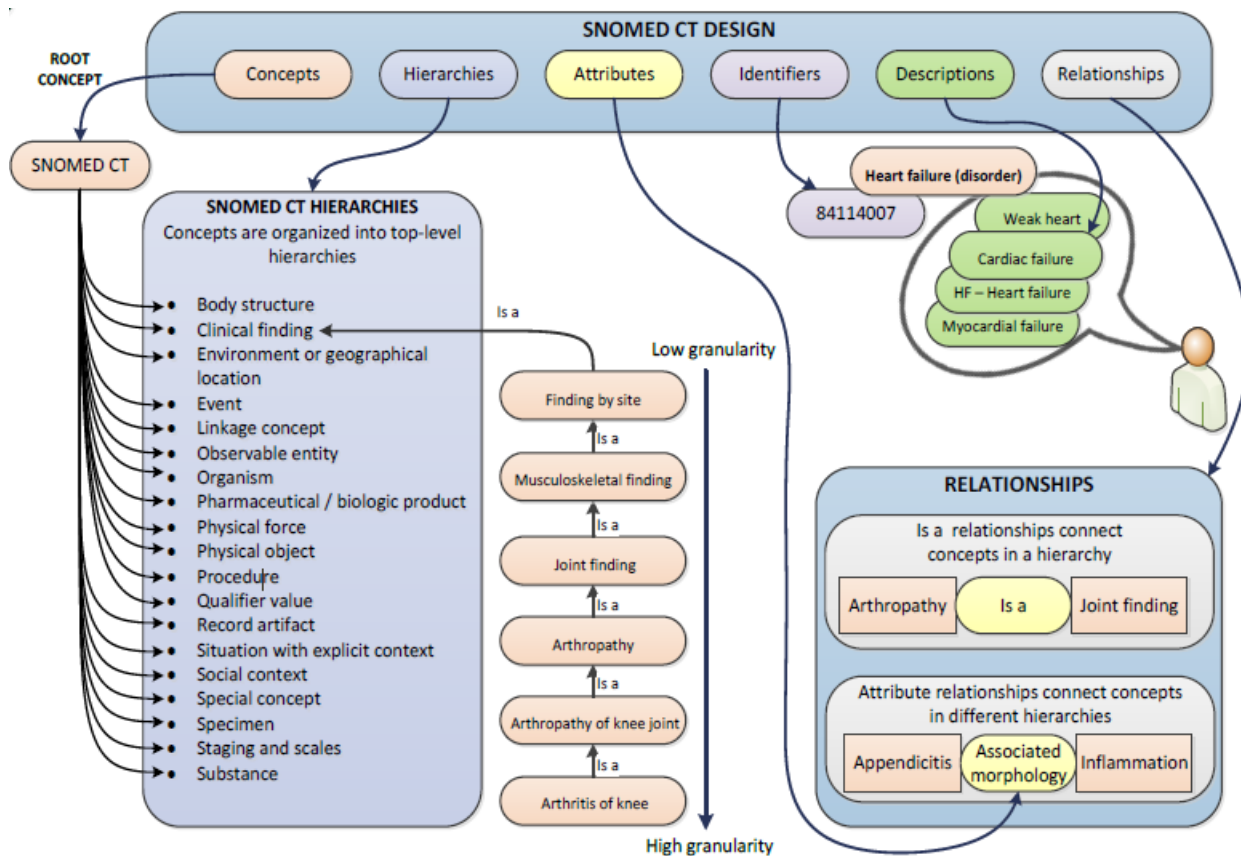 SNOMED CT DESIGN
ROOT
CONCEPT
Concepts
Hierarchies
Attributes
Identifiers
Descriptions
Relationships
SNOMED CT
SNOMED CT HIERARCHIES
Concepts are organized into top-level
hierarchies
• Body structure
• Clinical finding
• Environment or geographical
location
• Event
• Linkage concept
• Observable entity
• Organism
• Pharmaceutical / biologic product
• Physical force
• Physical object
• Procedure
• Qualifier value
• Record artifact
• Situation with explicit context
• Social context
• Special concept
• Specimen
• Staging and scales
• Substance
Is a
Finding by site
Is a
Musculoskeletal finding
Is a
Joint finding
Is a
Arthropathy
Is a
Arthropathy of knee joint
Is a
Arthritis of knee
Low granularity
High granularity
Heart failure (disorder)
84114007
Weak heart
Cardiac failure
HF – Heart failure
Myocardial failure
RELATIONSHIPS
Is a relationships connect
concepts in a hierarchy
Arthropathy
Is a
Joint finding
Attribute relationships connect concepts
in different hierarchies
Appendicitis
Associated
morphology
Inflammation